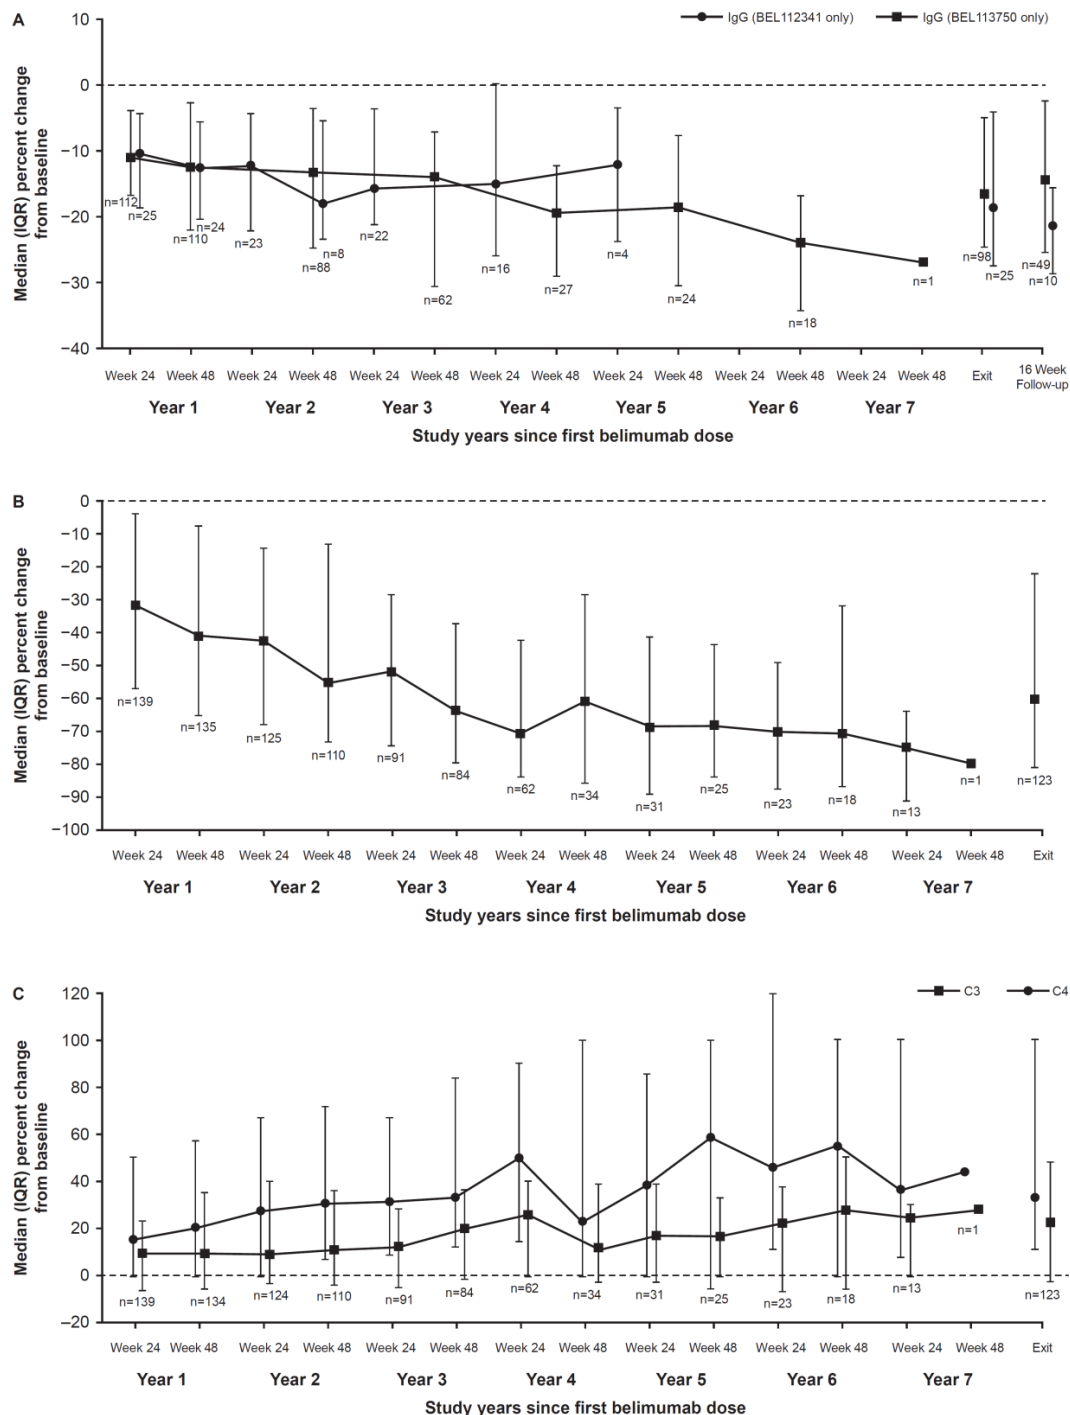 A
IgG (BEL112341 only)
IgG (BEL113750 only)
Median (IQR) percent change
from baseline
10
0
−10
−20
−30
−40
n=112
n=25
n=110
n=24
n=23
n=88
n=8
n=22
n=62
n=16
n=27
n=4
n=24
n=18
n=1
n=98
n=25
n=49
n=10
Week 24 Week 48 Week 24 Week 48 Week 24 Week 48 Week 24 Week 48 Week 24 Week 48 Week 24 Week 48 Week 24 Week 48 Exit 16 Week
Follow-up
Year 1 Year 2 Year 3 Year 4 Year 5 Year 6 Year 7
Study years since first belimumab dose
B
Median (IQR) percent change
from baseline
0
−10
−20
−30
−40
−50
−60
−70
−80
−90
−100
n=139
n=135
n=125
n=110
n=91
n=84
n=62
n=34
n=31
n=25
n=23
n=18
n=13
n=1
n=123
Week 24 Week 48 Week 24 Week 48 Week 24 Week 48 Week 24 Week 48 Week 24 Week 48 Week 24 Week 48 Week 24 Week 48 Exit
Year 1 Year 2 Year 3 Year 4 Year 5 Year 6 Year 7
Study years since first belimumab dose
C
C3
C4
Median (IQR) percent change
from baseline
120
100
80
60
40
20
0
−20
n=139
n=134
n=124
n=110
n=91
n=84
n=62
n=34
n=31
n=25
n=23
n=18
n=13
n=1
n=123
Week 24 Week 48 Week 24 Week 48 Week 24 Week 48 Week 24 Week 48 Week 24 Week 48 Week 24 Week 48 Week 24 Week 48 Exit
Year 1 Year 2 Year 3 Year 4 Year 5 Year 6 Year 7
Study years since first belimumab dose